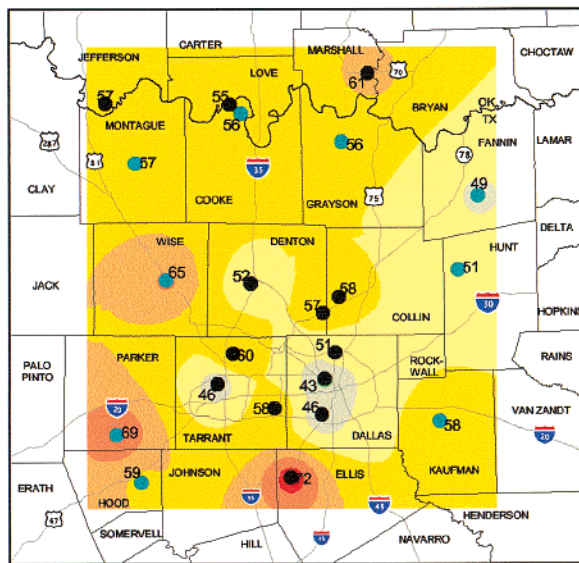 CARTER
JEFFERSON
MARSHALL
CHOCTAW
LOVE
70
61
57
55
BRYAN
56
OK
TX
MONTAGUE
FANNIN
LAMAR
56
287
81
57
78
35
CLAY
49
COOKE
GRAYSON
75
DELTA
WISE
DENTON
HUNT
65
52
51
JACK
58
57
COLLIN
30
HOPKINS
PARKER
60
51
ROCK-
WALL
RAINS
PALO
PINTO
46
43
20
58
46
58
VAN ZANDT
69
TARRANT
DALLAS
20
59
JOHNSON
72
ELLIS
KAUFMAN
ERATH
HOOD
35
45
67
SOMERVELL
HENDERSON
HILL
NAVARRO